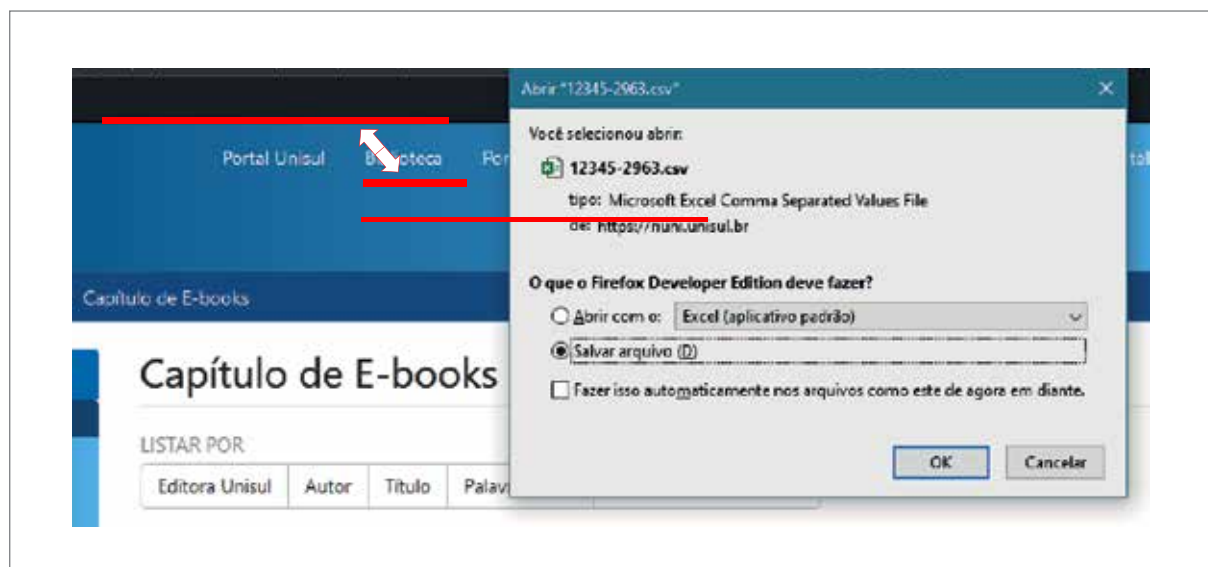 Abrir "12345-2963.csv"
Você selecionou abrir:
12345-2963.csv
tipo: Microsoft Excel Comma Separated Values File
de: https://runi.unisul.br
O que o Firefox Developer Edition deve fazer?
Abrir com o: Excel (aplicativo padrão)
Salvar arquivo (D)
Fazer isso automaticamente nos arquivos como este de agora em diante.
OK Cancelar
Portal Unisul Biblioteca
Capítulo de E-books
Capítulo de E-books
LISTAR POR
Editora Unisul Autor Título